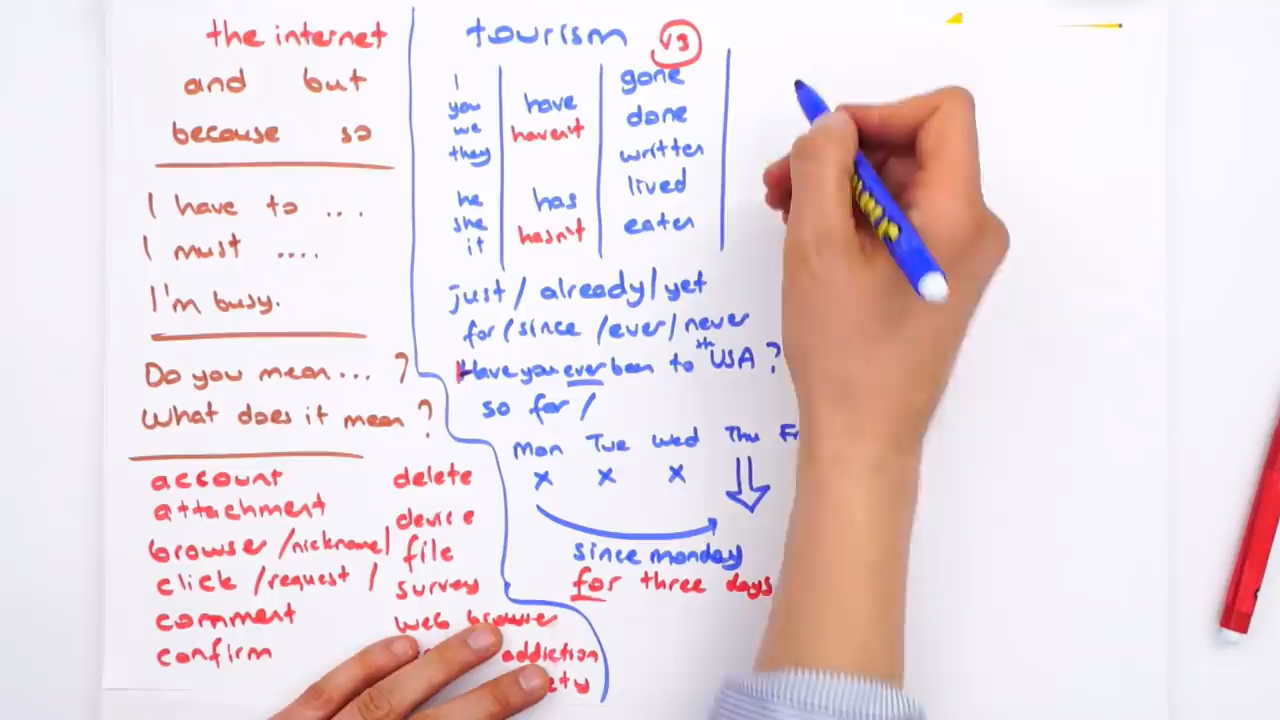 the internet
and but
because so
I have to ....
I must ....
I'm busy.
Do you mean... ?
What does it mean ?
account
attachment
browser /nickname/
click /request /
comment
confirm
delete
device
file
survey
web browser
addiction
tourism V3
I
you
we
they
he
she
it
have
haven't
has
hasn't
gone
done
written
lived
eaten
just / already / yet
for / since / ever / never
Have you ever been to the USA ?
so far /
Mon Tue Wed Thu
x x x
since monday
for three days